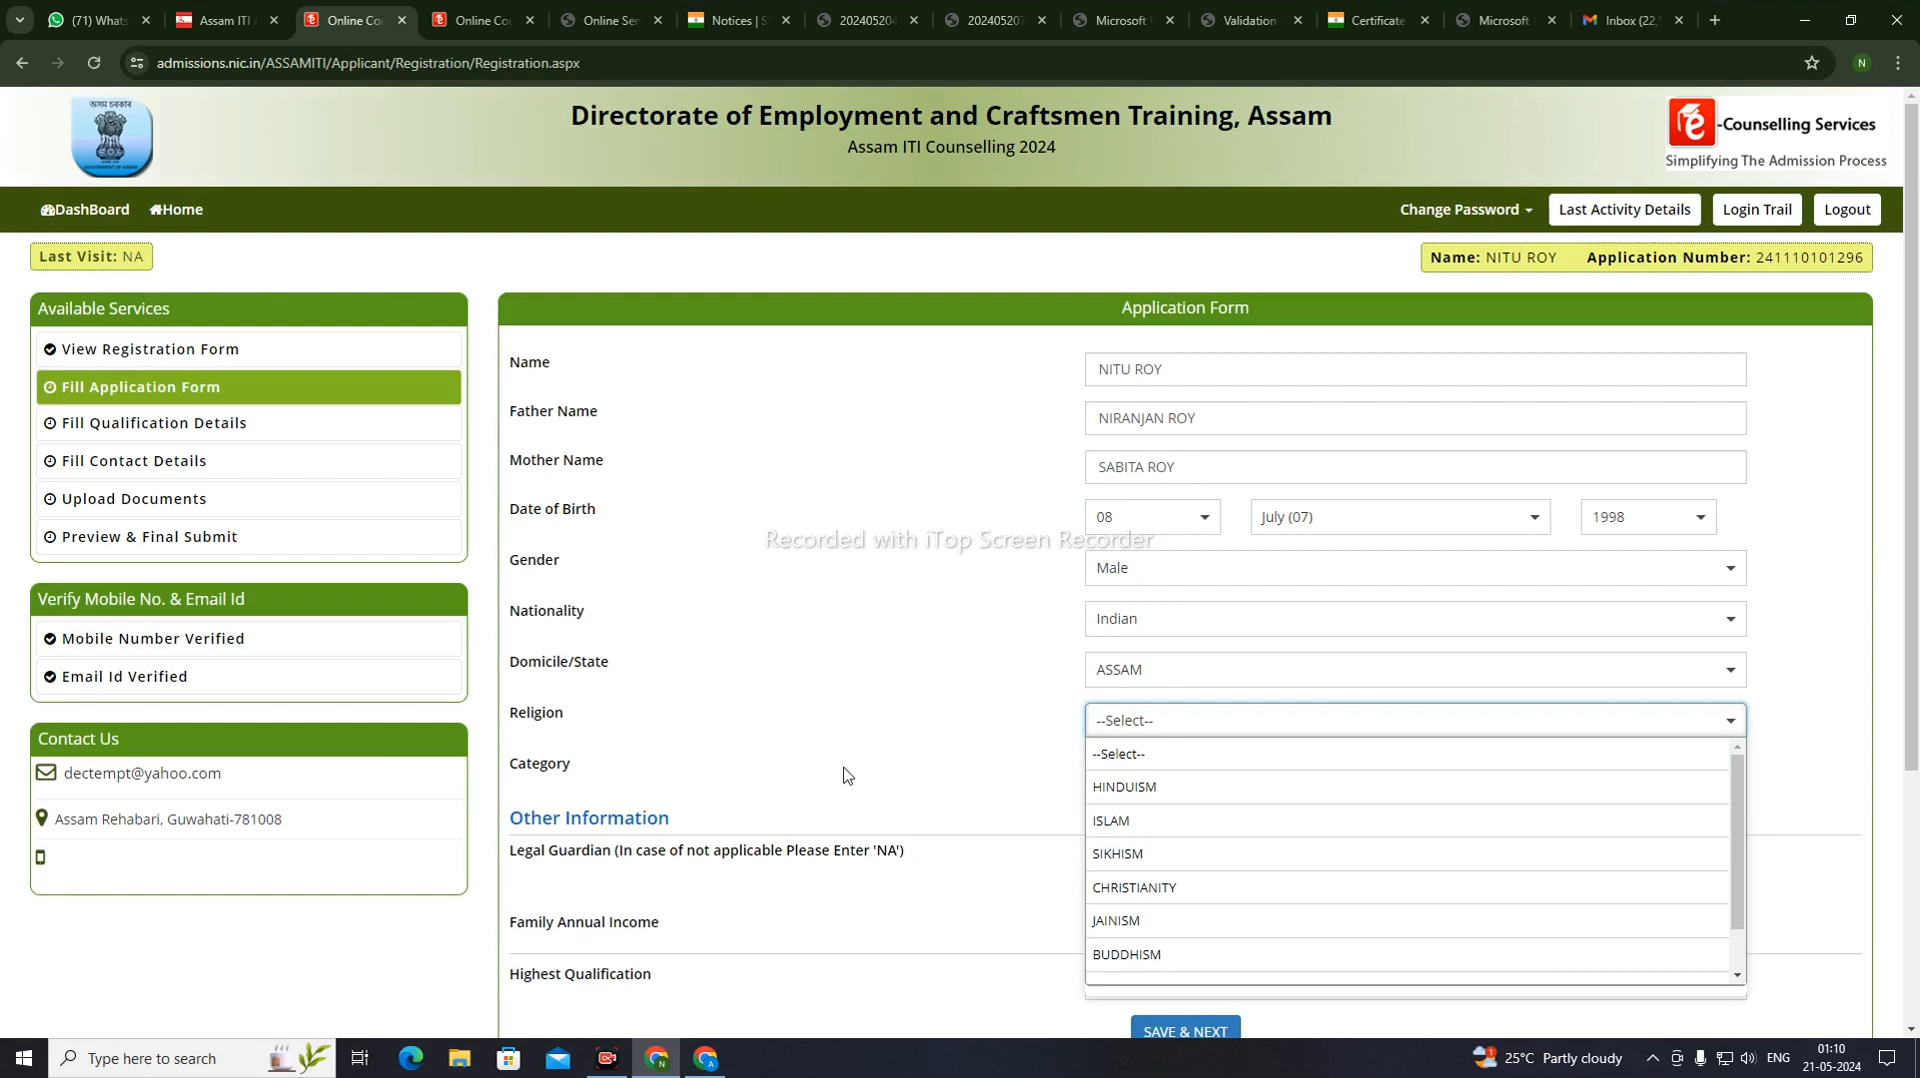 (71) Whats
Assam ITI A
Online Cou
Online Cou
Online Ser
Notices | S
20240520
20240520
Microsoft
Validation
Certificate
Microsoft
Inbox (22,
admissions.nic.in/ASSAMITI/Applicant/Registration/Registration.aspx
Directorate of Employment and Craftsmen Training, Assam
Assam ITI Counselling 2024
-Counselling Services
Simplifying The Admission Process
DashBoard Home
Change Password
Last Activity Details
Login Trail
Logout
Last Visit: NA
Name: NITU ROY Application Number: 241110101296
Available Services
View Registration Form
Fill Application Form
Fill Qualification Details
Fill Contact Details
Upload Documents
Preview & Final Submit
Verify Mobile No. & Email Id
Mobile Number Verified
Email Id Verified
Contact Us
dectempt@yahoo.com
Assam Rehabari, Guwahati-781008
Application Form
Name NITU ROY
Father Name NIRANJAN ROY
Mother Name SABITA ROY
Date of Birth 08 July (07) 1998
Recorded with iTop Screen Recorder
Gender Male
Nationality Indian
Domicile/State ASSAM
Religion --Select--
--Select--
Category
HINDUISM
Other Information
ISLAM
Legal Guardian (In case of not applicable Please Enter 'NA')
SIKHISM
CHRISTIANITY
Family Annual Income
JAINISM
BUDDHISM
Highest Qualification
SAVE & NEXT
Type here to search
25°C Partly cloudy
ENG
01:10
21-05-2024